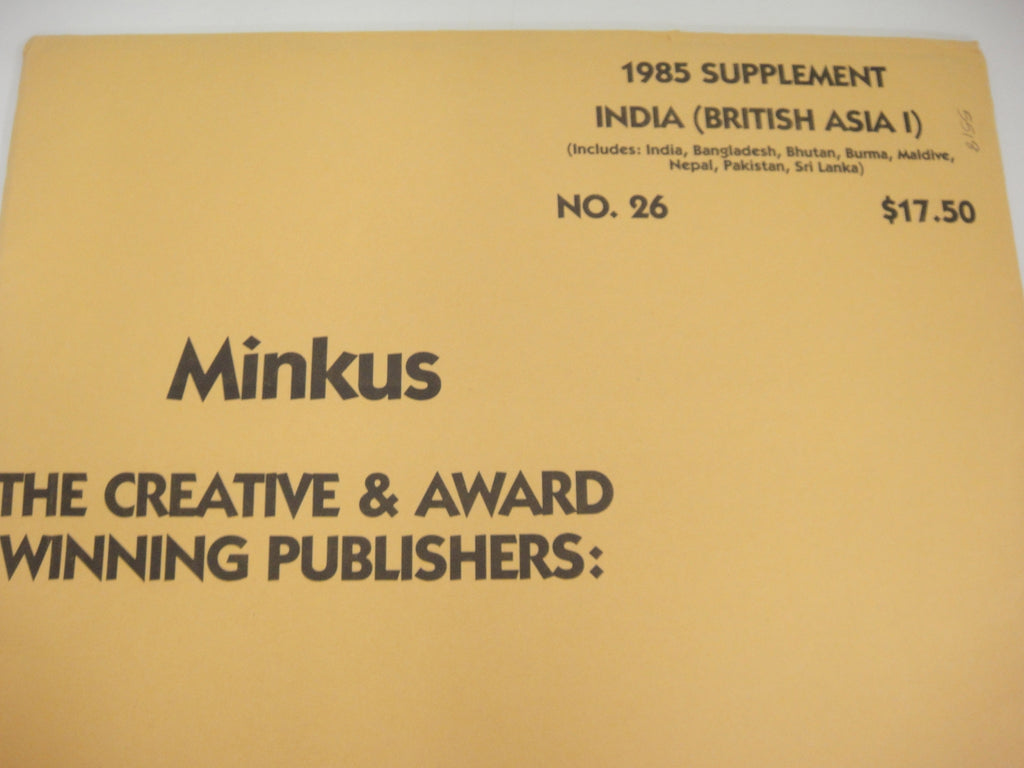 1985 SUPPLEMENT
INDIA (BRITISH ASIA I)
(Includes: India, Bangladesh, Bhutan, Burma, Maldive,
Nepal, Pakistan, Sri Lanka)
NO. 26 $17.50
Minkus
THE CREATIVE & AWARD
WINNING PUBLISHERS: